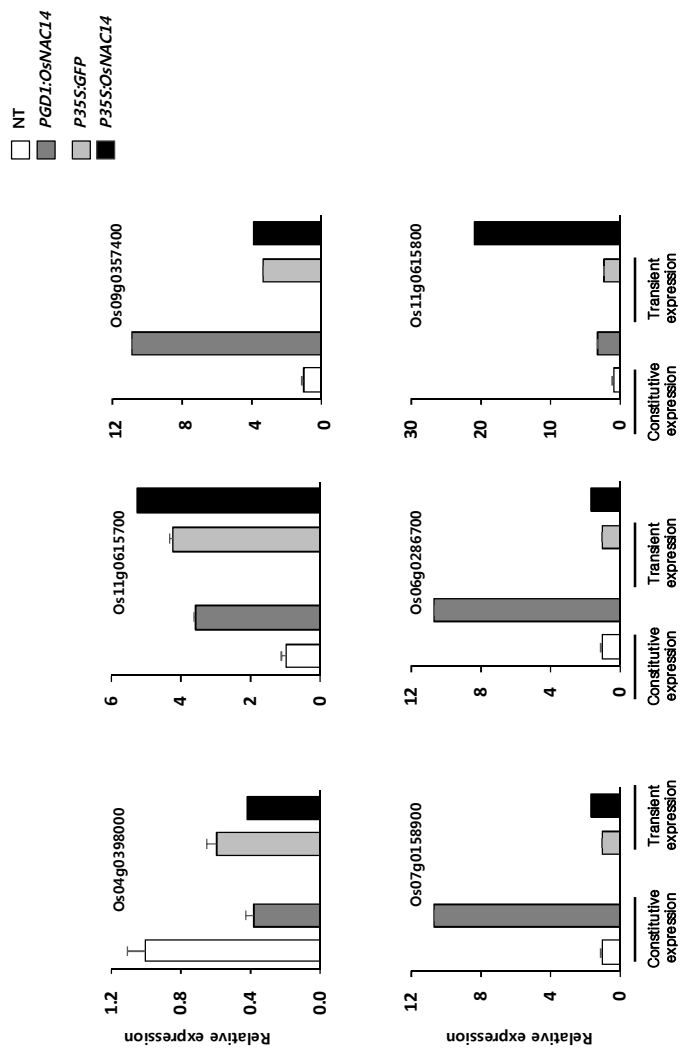 NT
PGD1:OsNAC14
P35S:GFP
P35S:OsNAC14
Os04g0398000
Relative expression
1.2
0.8
0.4
0.0
Os11g0615700
6
4
2
0
Os09g0357400
12
8
4
0
Os07g0158900
Relative expression
12
8
4
0
Constitutive
expression
Transient
expression
Os06g0286700
12
8
4
0
Constitutive
expression
Transient
expression
Os11g0615800
30
20
10
0
Constitutive
expression
Transient
expression